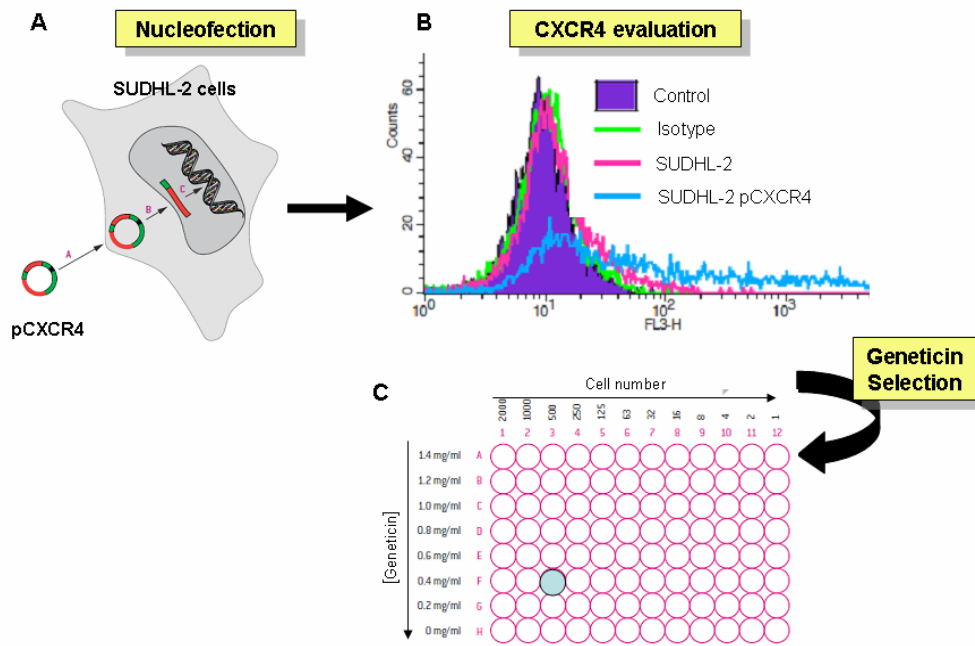 A
Nucleofection
SUDHL-2 cells
C
B
A
pCXCR4
B
CXCR4 evaluation
Counts
60
40
20
0
Control
Isotype
SUDHL-2
SUDHL-2 pCXCR4
10^0 10^1 10^2 10^3
FL3-H
Geneticin
Selection
C
Cell number
2000 1000 500 250 125 63 32 16 8 4 2 1
1 2 3 4 5 6 7 8 9 10 11 12
[Geneticin]
1.4 mg/ml A
1.2 mg/ml B
1.0 mg/ml C
0.8 mg/ml D
0.6 mg/ml E
0.4 mg/ml F
0.2 mg/ml G
0 mg/ml H